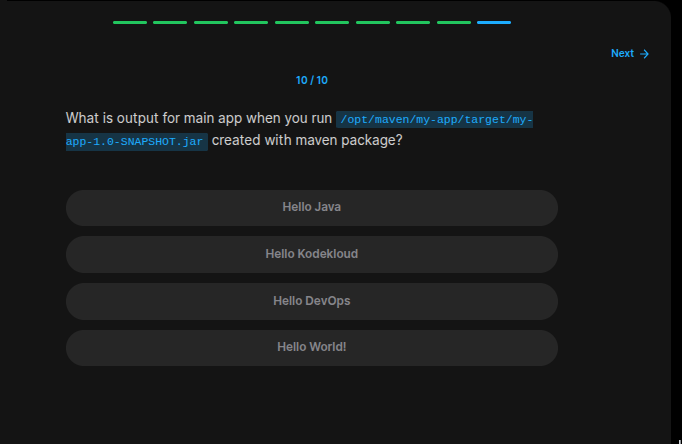 Next →
10 / 10
What is output for main app when you run /opt/maven/my-app/target/my-
app-1.0-SNAPSHOT.jar created with maven package?
Hello Java
Hello Kodekloud
Hello DevOps
Hello World!